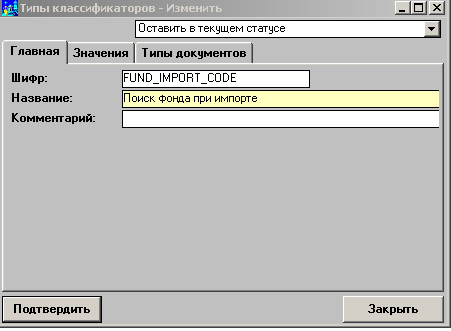 Типы классификаторов - Изменить
Оставить в текущем статусе
Главная Значения Типы документов
Шифр: FUND_IMPORT_CODE
Название: Поиск фонда при импорте
Комментарий:
Подтвердить Закрыть